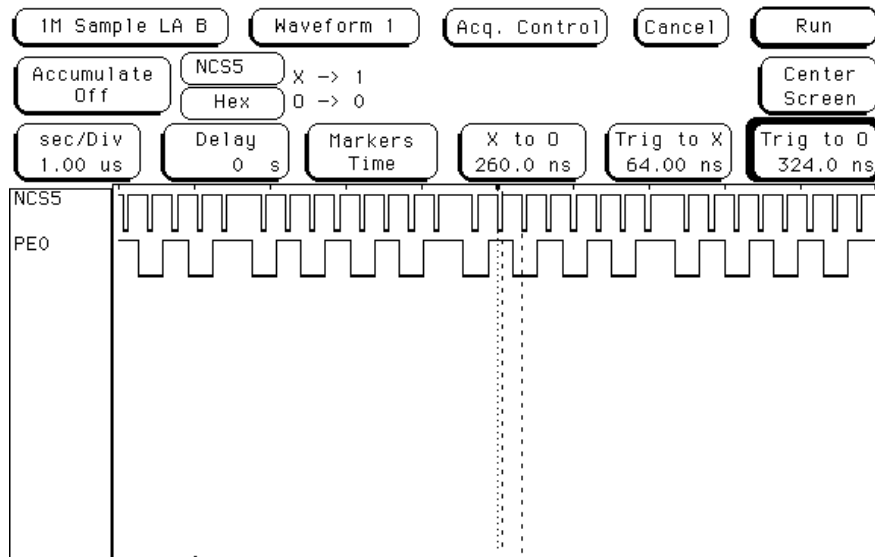 1M Sample LA B Waveform 1 Acq. Control Cancel Run
Accumulate Off NCS5 X -> 1 Center Screen
Hex O -> 0
sec/Div Delay Markers X to O Trig to X Trig to O
1.00 us 0 s Time 260.0 ns 64.00 ns 324.0 ns
NCS5
PE0